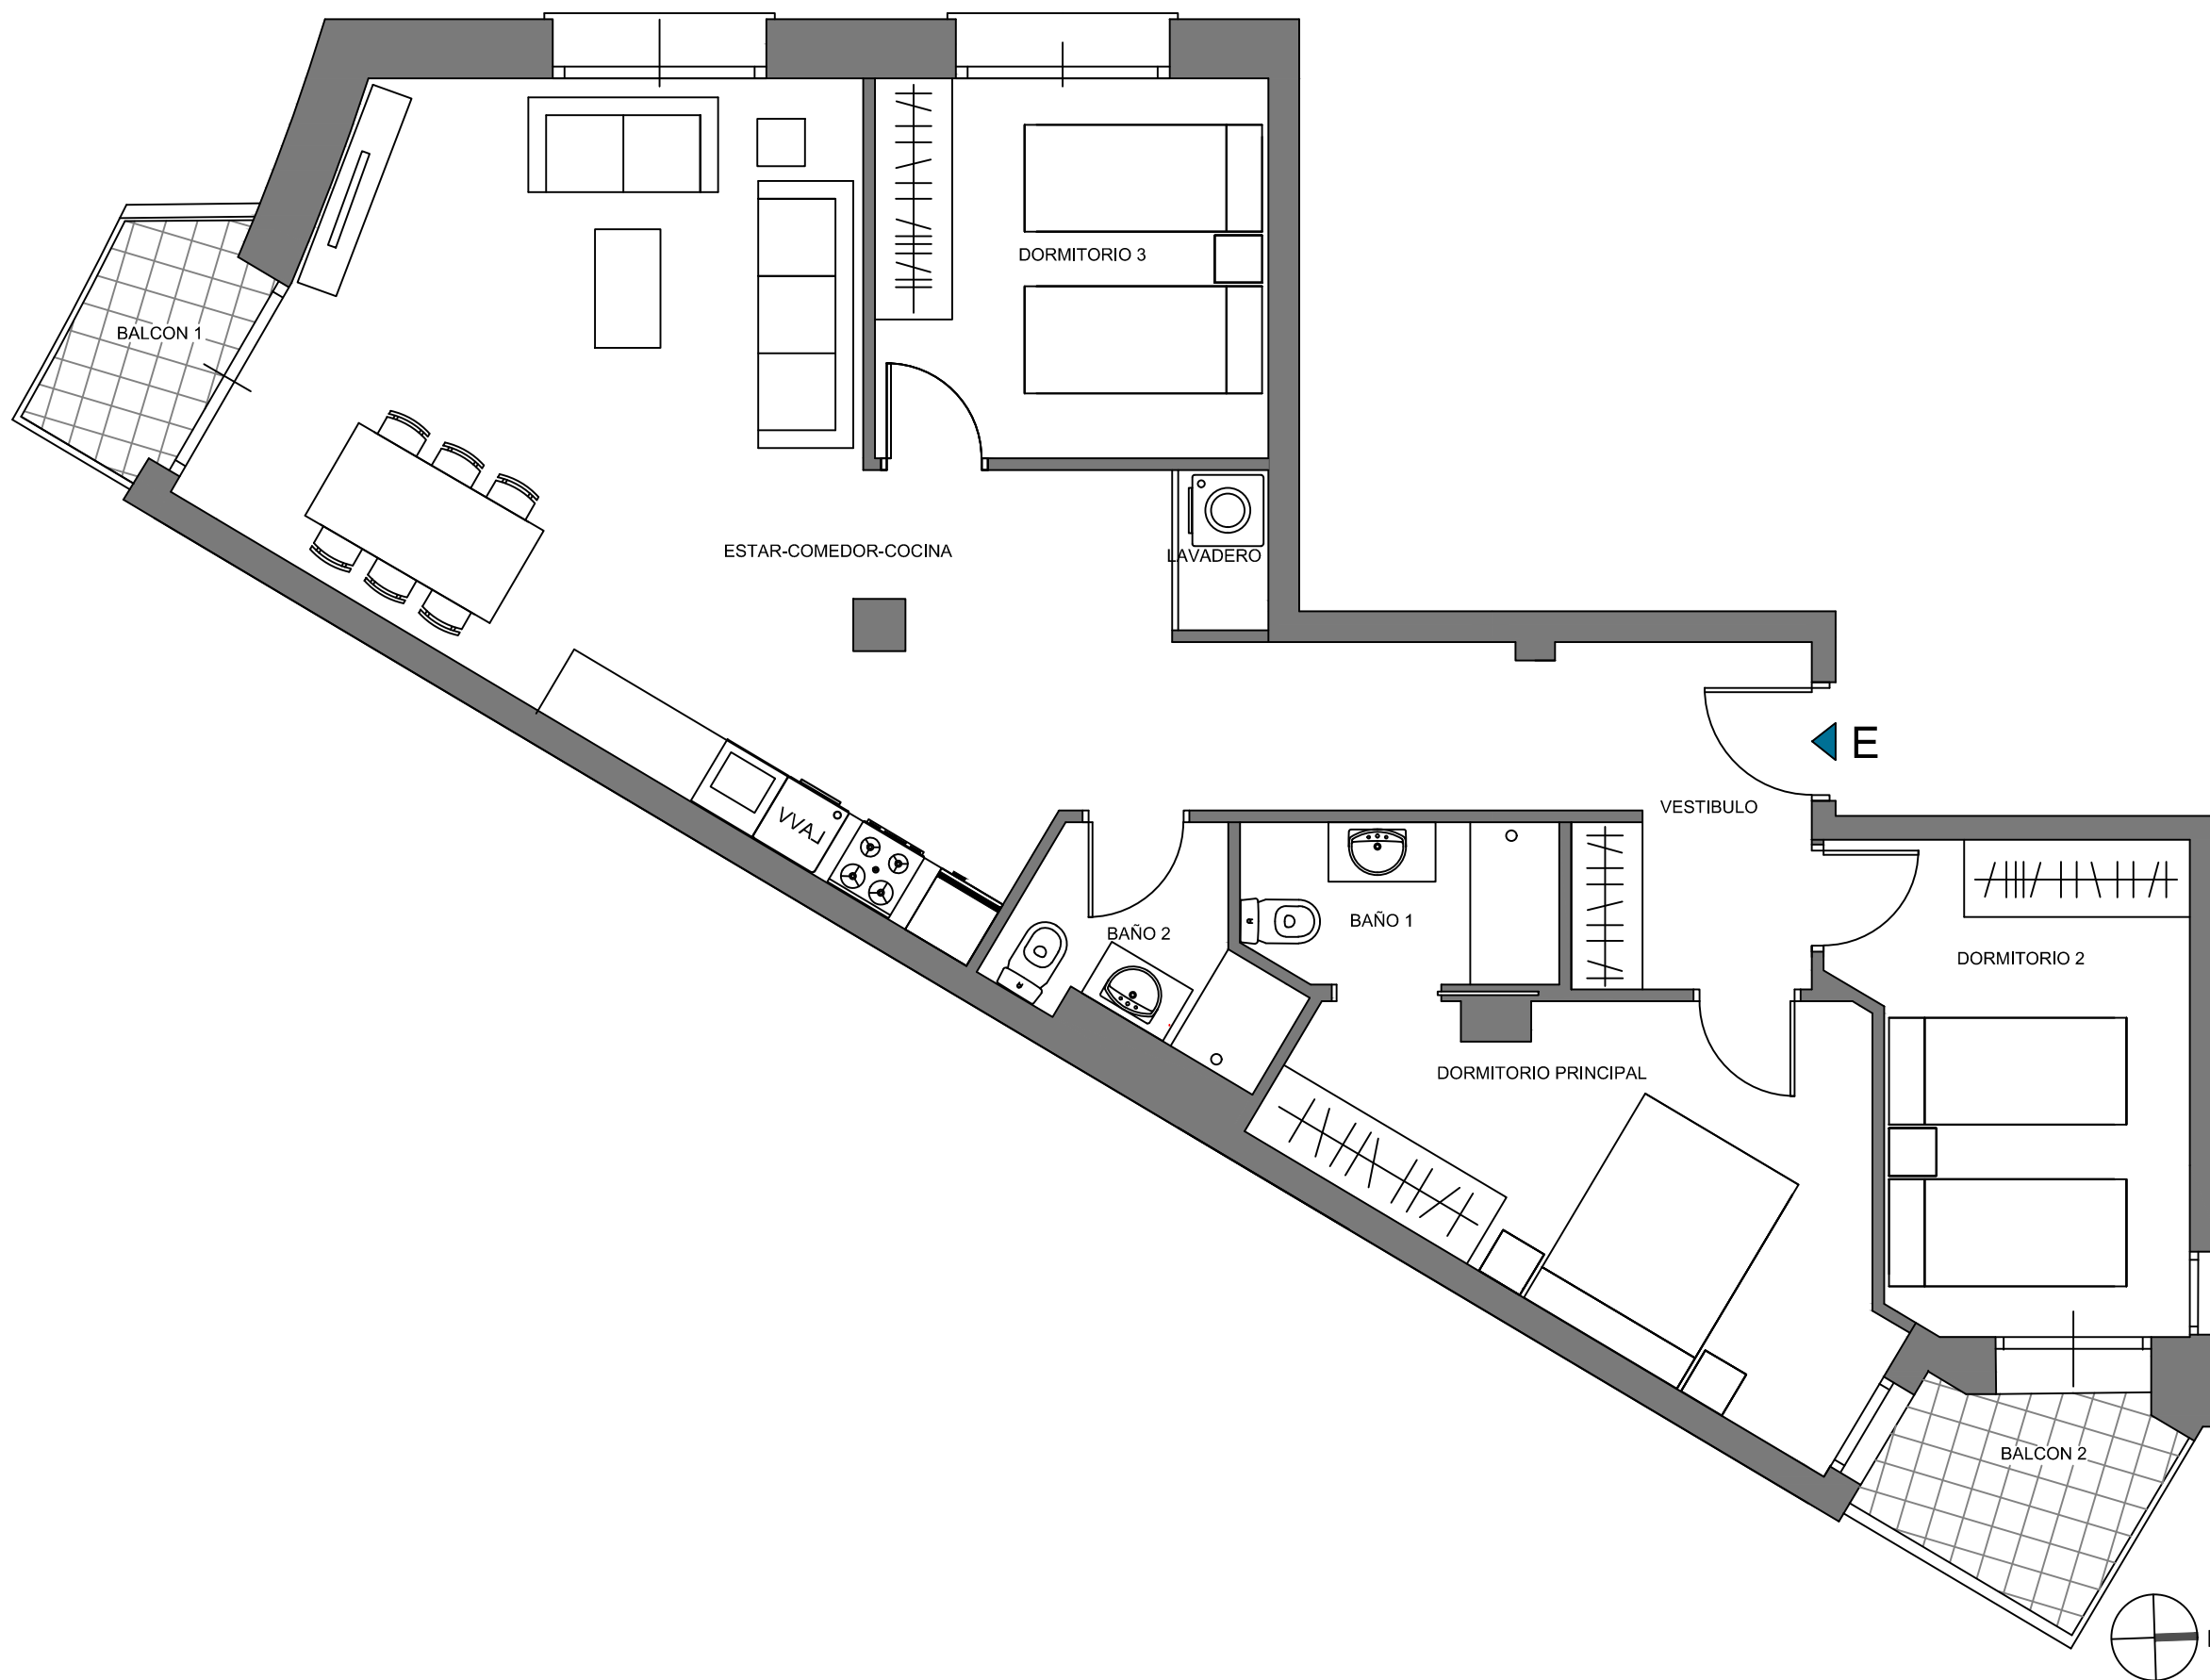 DORMITORIO 3
BALCON 1
ESTAR-COMEDOR-COCINA
LAVADERO
E
VESTIBULO
LAVV
BAÑO 1
BAÑO 2
DORMITORIO 2
DORMITORIO PRINCIPAL
BALCON 2